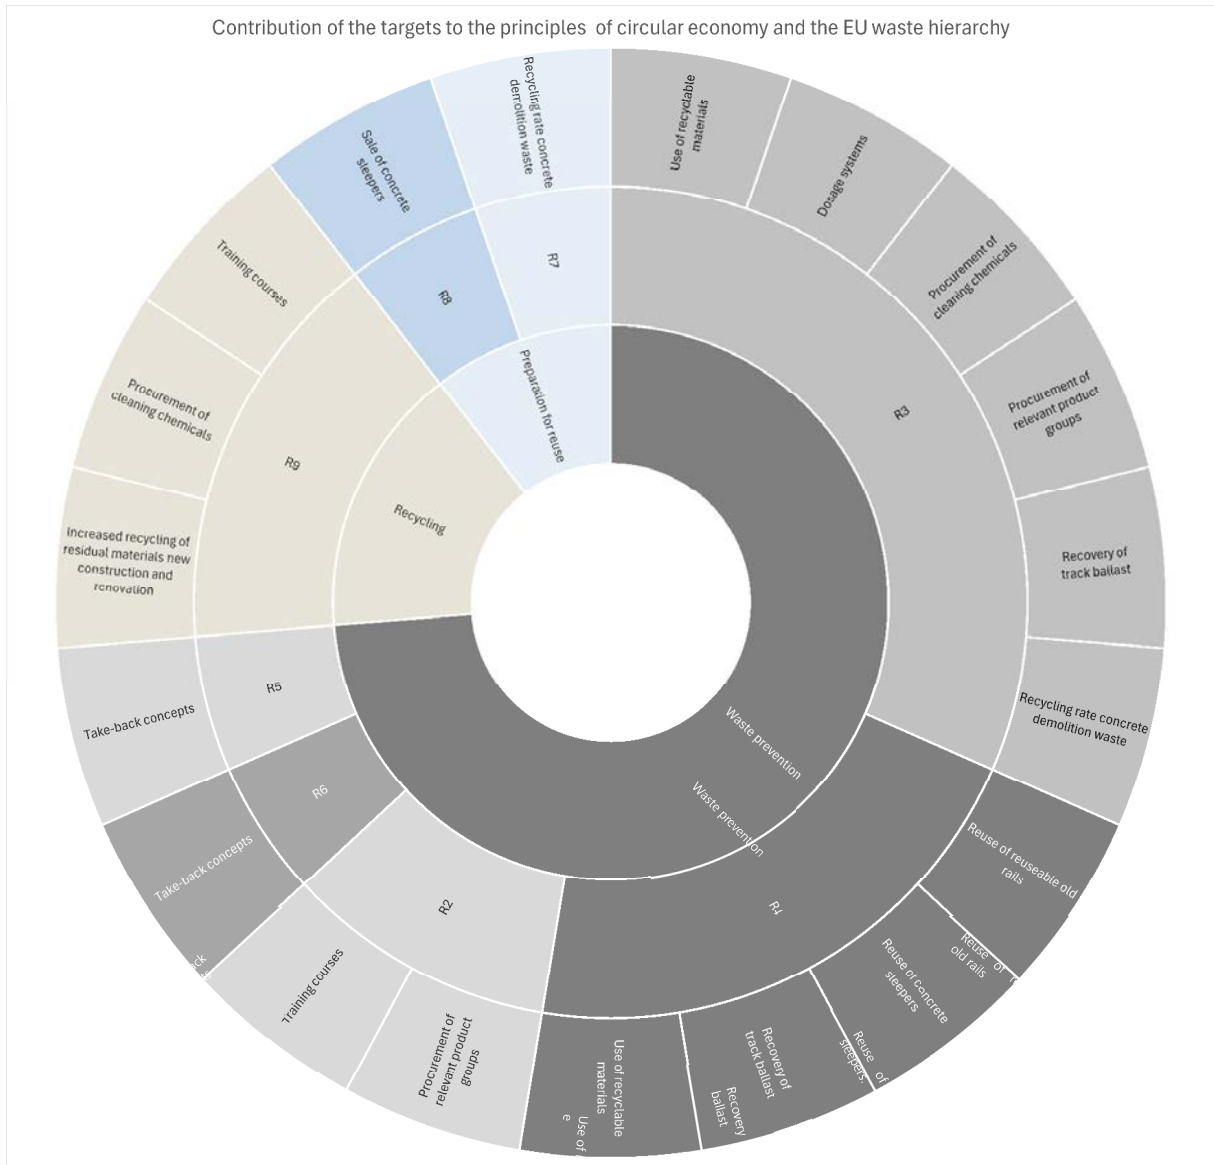 Contribution of the targets to the principles of circular economy and the EU waste hierarchy
Use of recyclable
materials
Dosage systems
Procurement of
cleaning chemicals
Procurement of
relevant product
groups
Recovery of
track ballast
Recycling rate concrete
demolition waste
Reuse of reuseable old
rails
Reuse of
old rails
Reuse of concrete
sleepers
Reuse of
sleepers.
Recovery of
track ballast
Recovery
ballast
Use of recyclable
materials
Use of
e
Procurement of
relevant product
groups
Training courses
Take-back concepts
ck
Take-back concepts
Increased recycling of
residual materials new
construction and
renovation
Procurement of
cleaning chemicals
Training courses
Sale of concrete
sleepers
Recycling rate concrete
demolition waste
R3
R4
R2
R6
R5
R9
R8
R7
Waste prevention
Waste prevention
Recycling
Preparation for reuse